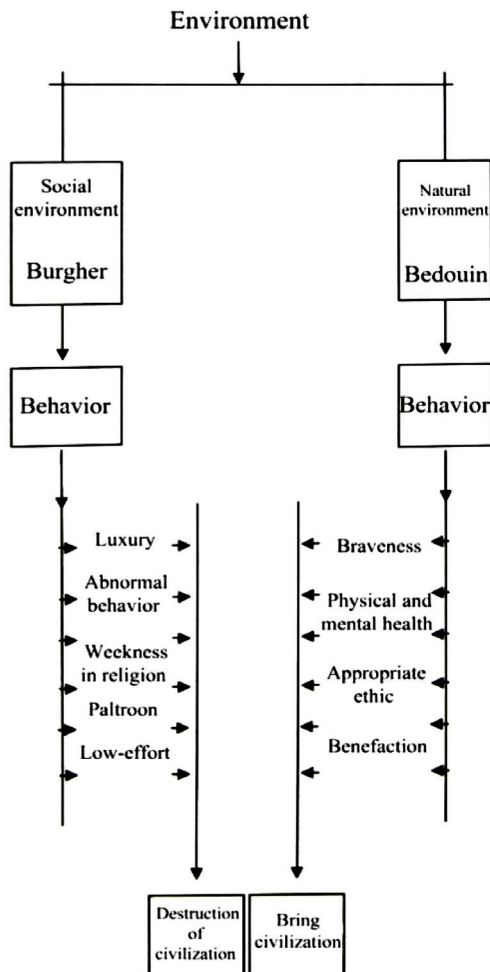 Environment
Social
environment
Burgher
Natural
environment
Bedouin
Behavior
Behavior
Luxury
Abnormal
behavior
Weekness
in religion
Paltroon
Low-effort
Braveness
Physical and
mental health
Appropriate
ethic
Benefaction
Destruction
of
civilization
Bring
civilization